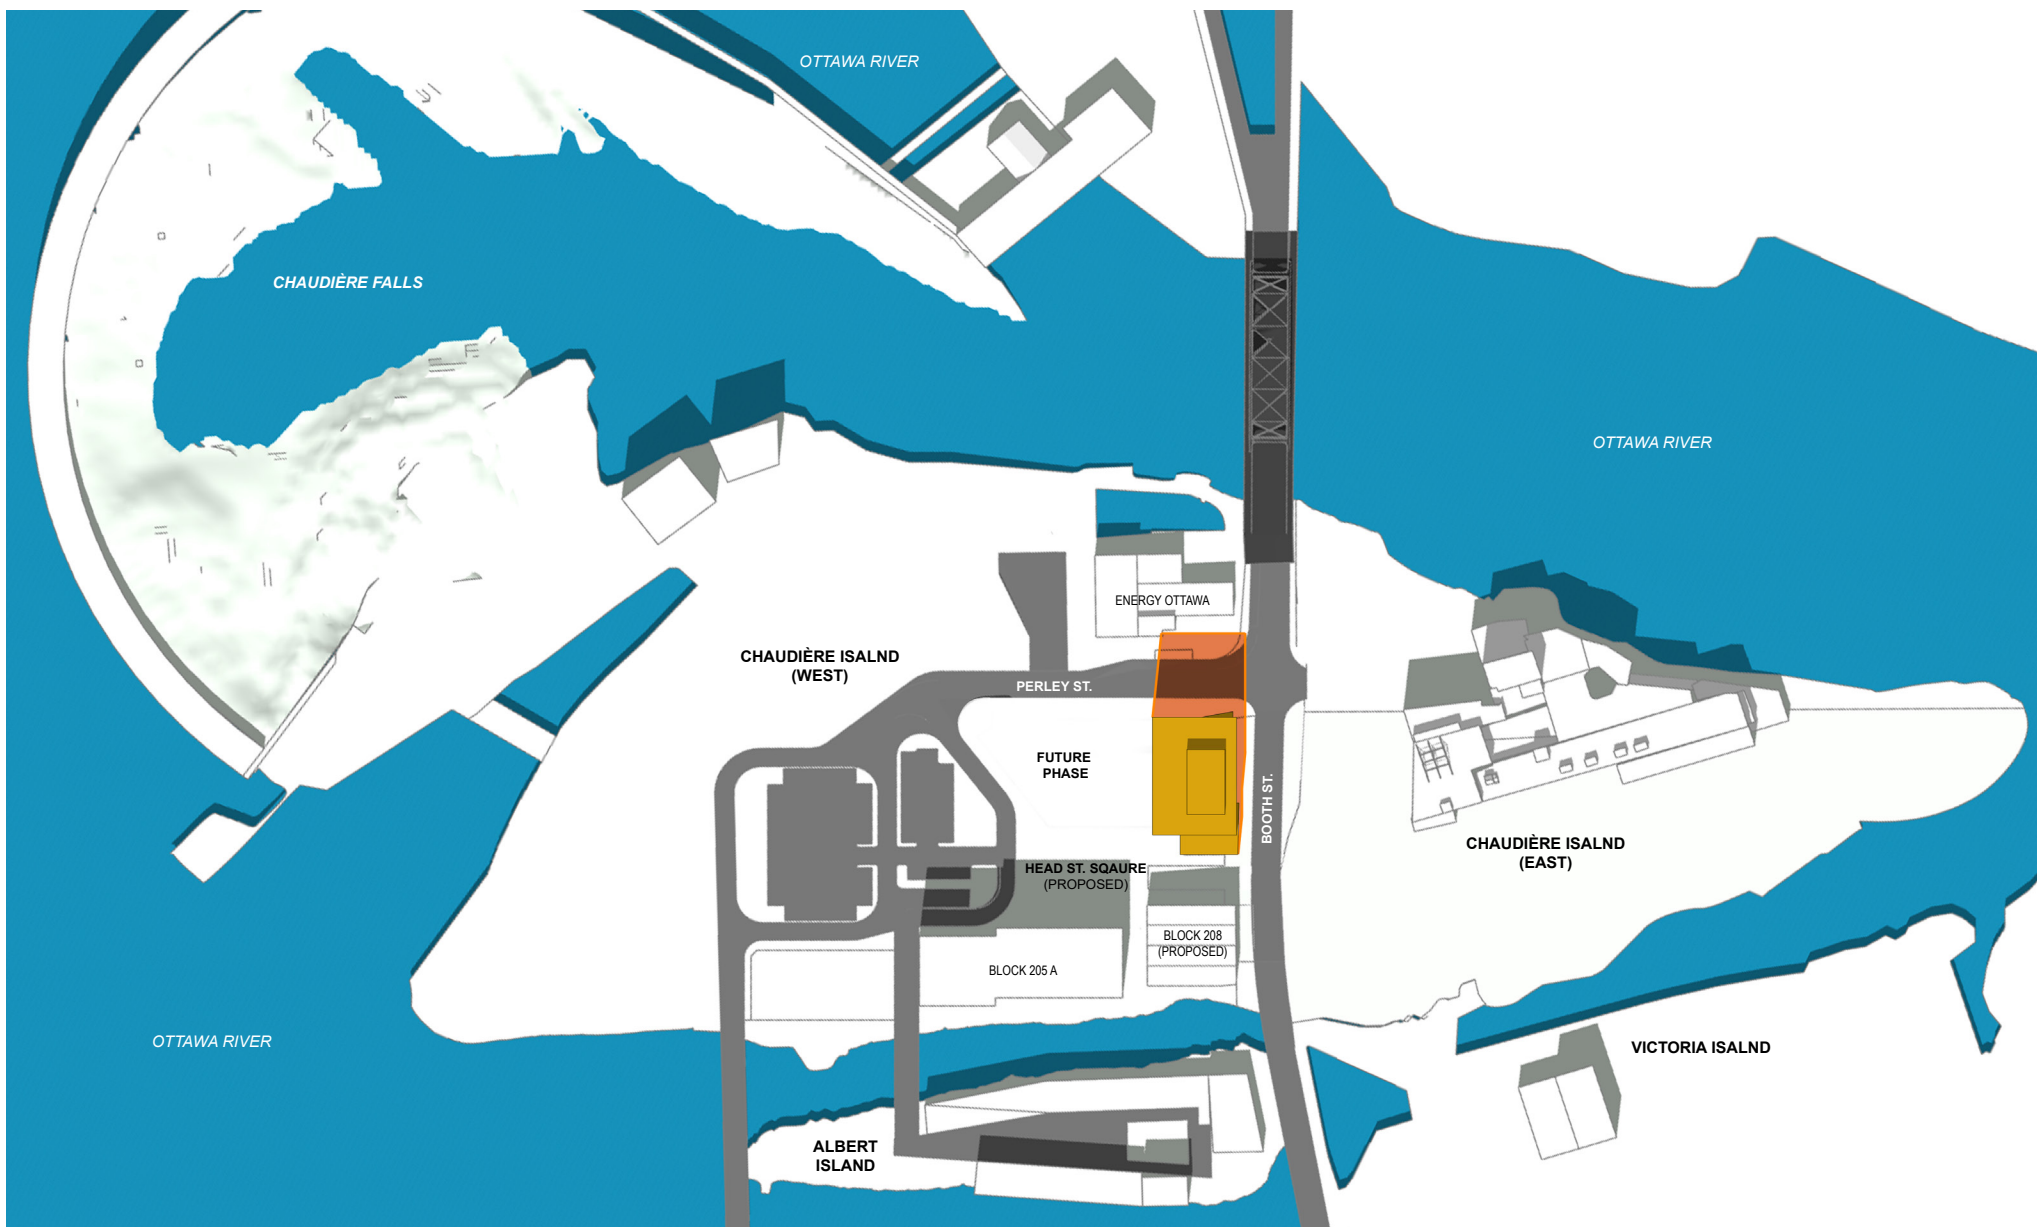 OTTAWA RIVER
CHAUDIÈRE FALLS
OTTAWA RIVER
ENERGY OTTAWA
CHAUDIÈRE ISALND
(WEST)
PERLEY ST.
FUTURE
PHASE
BOOTH ST.
CHAUDIÈRE ISALND
(EAST)
HEAD ST. SQAURE
(PROPOSED)
BLOCK 208
(PROPOSED)
BLOCK 205 A
OTTAWA RIVER
VICTORIA ISALND
ALBERT
ISLAND